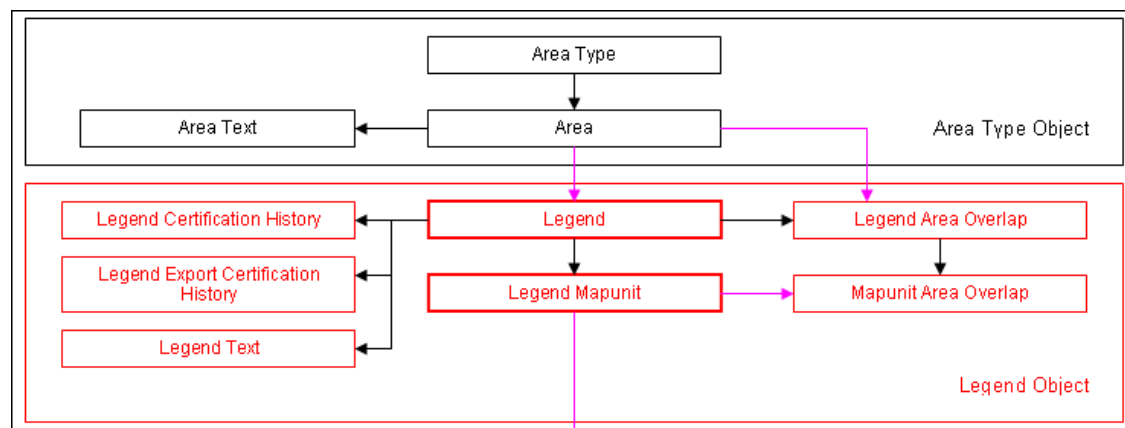 Area Type
Area Text
Area
Area Type Object
Legend Certification History
Legend
Legend Area Overlap
Legend Export Certification
History
Legend Mapunit
Mapunit Area Overlap
Legend Text
Legend Object